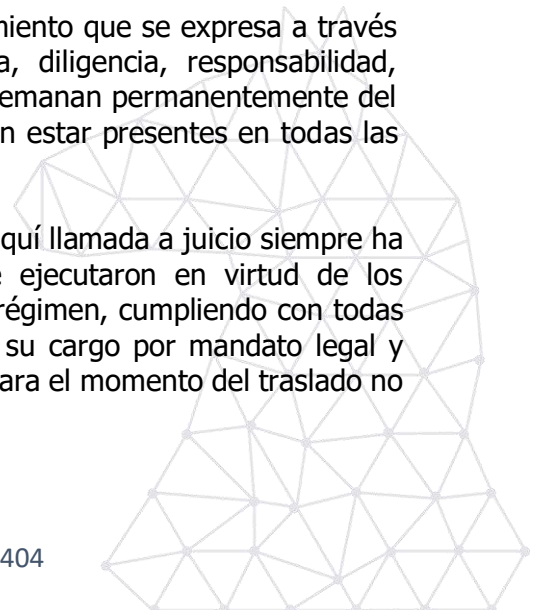 miento que se expresa a través
a, diligencia, responsabilidad,
emanan permanentemente del
n estar presentes en todas las
quí llamada a juicio siempre ha
e ejecutaron en virtud de los
régimen, cumpliendo con todas
su cargo por mandato legal y
ara el momento del traslado no
404